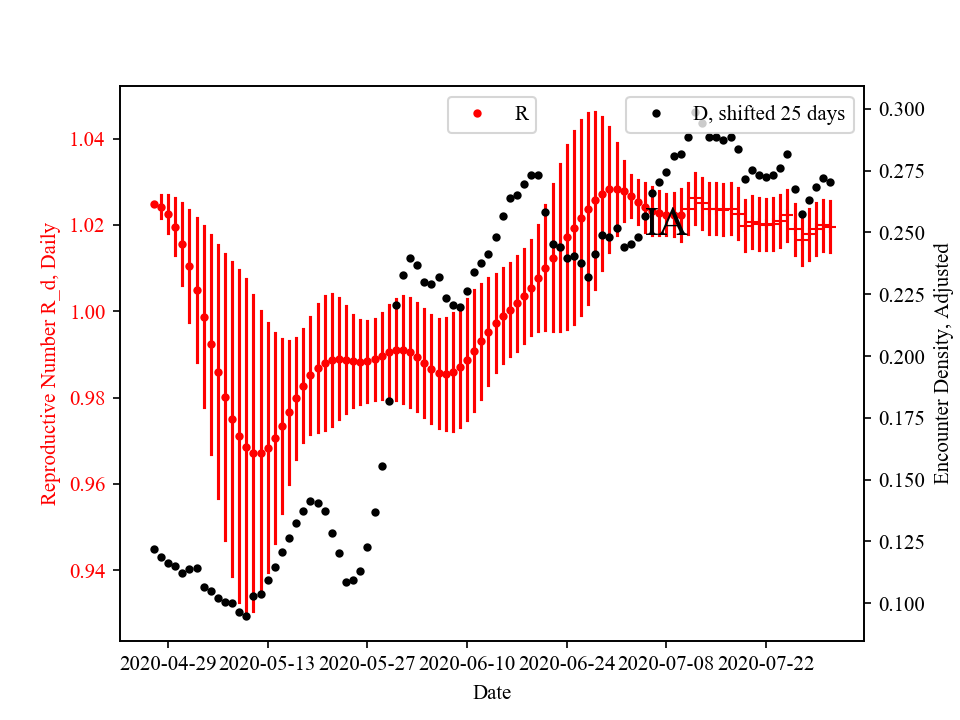 R
D, shifted 25 days
1.04
1.02
1.00
0.98
0.96
0.94
Reproductive Number R_d, Daily
IA
0.300
0.275
0.250
0.225
0.200
0.175
0.150
0.125
0.100
Encounter Density, Adjusted
2020-04-29 2020-05-13 2020-05-27 2020-06-10 2020-06-24 2020-07-08 2020-07-22
Date